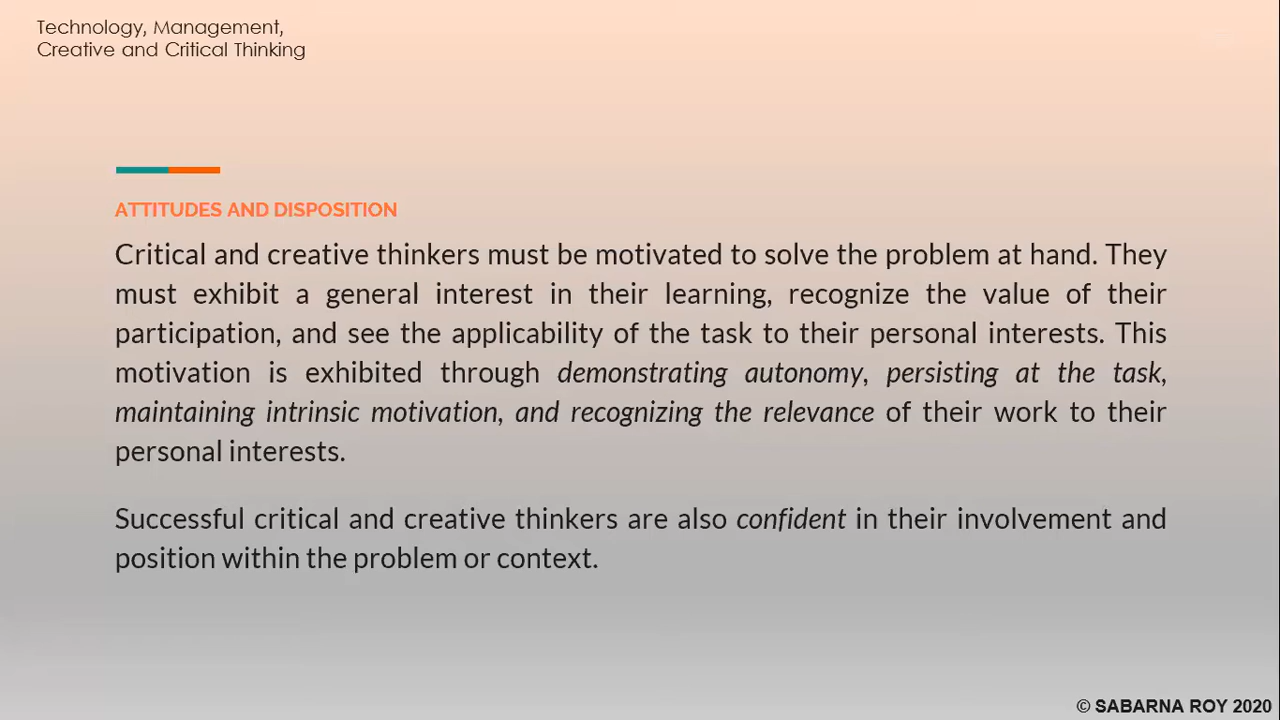 Technology, Management,
Creative and Critical Thinking
ATTITUDES AND DISPOSITION
Critical and creative thinkers must be motivated to solve the problem at hand. They
must exhibit a general interest in their learning, recognize the value of their
participation, and see the applicability of the task to their personal interests. This
motivation is exhibited through demonstrating autonomy, persisting at the task,
maintaining intrinsic motivation, and recognizing the relevance of their work to their
personal interests.
Successful critical and creative thinkers are also confident in their involvement and
position within the problem or context.
© SABARNA ROY 2020